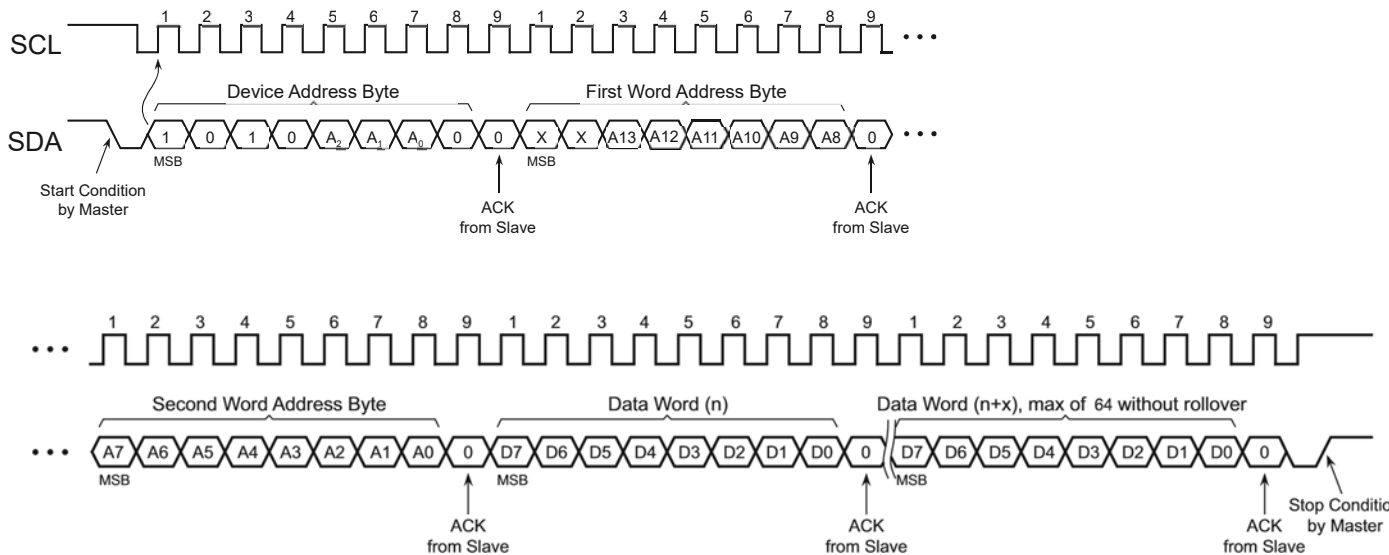 1 2 3 4 5 6 7 8 9 1 2 3 4 5 6 7 8 9
SCL
Device Address Byte First Word Address Byte
SDA 1 0 1 0 A2 A1 A0 0 0 X X A13 A12 A11 A10 A9 A8 0
MSB MSB
Start Condition
by Master
ACK
from Slave
ACK
from Slave
1 2 3 4 5 6 7 8 9 1 2 3 4 5 6 7 8 9 1 2 3 4 5 6 7 8 9
Second Word Address Byte Data Word (n) Data Word (n+x), max of 64 without rollover
A7 A6 A5 A4 A3 A2 A1 A0 0 D7 D6 D5 D4 D3 D2 D1 D0 0 D7 D6 D5 D4 D3 D2 D1 D0 0
MSB MSB MSB
ACK
from Slave
ACK
from Slave
ACK
from Slave
Stop Conditio
by Master